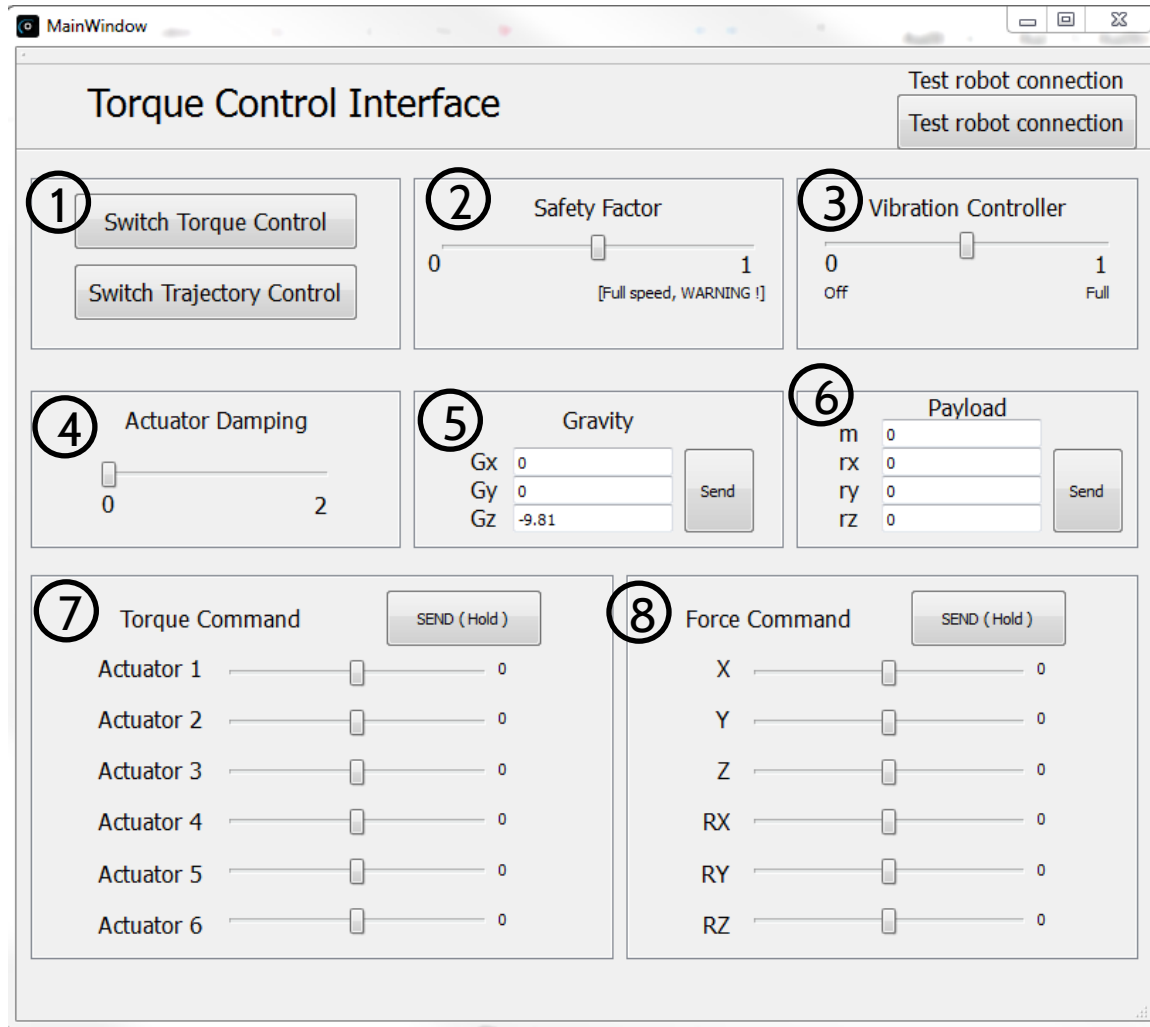 MainWindow
Torque Control Interface
Test robot connection
Test robot connection
1
Switch Torque Control
Switch Trajectory Control
2
Safety Factor
0 1
[Full speed, WARNING !]
3
Vibration Controller
0 1
Off Full
4
Actuator Damping
0 2
5
Gravity
Gx 0
Gy 0
Gz -9.81
Send
6
Payload
m 0
rx 0
ry 0
rz 0
Send
7
Torque Command SEND ( Hold )
Actuator 1 0
Actuator 2 0
Actuator 3 0
Actuator 4 0
Actuator 5 0
Actuator 6 0
8
Force Command SEND ( Hold )
X 0
Y 0
Z 0
RX 0
RY 0
RZ 0